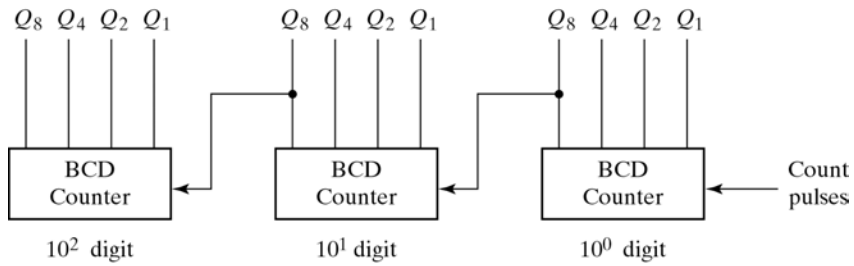 Q₈ Q₄ Q₂ Q₁ Q₈ Q₄ Q₂ Q₁ Q₈ Q₄ Q₂ Q₁
BCD Counter
BCD Counter
BCD Counter
Count pulses
10² digit 10¹ digit 10⁰ digit